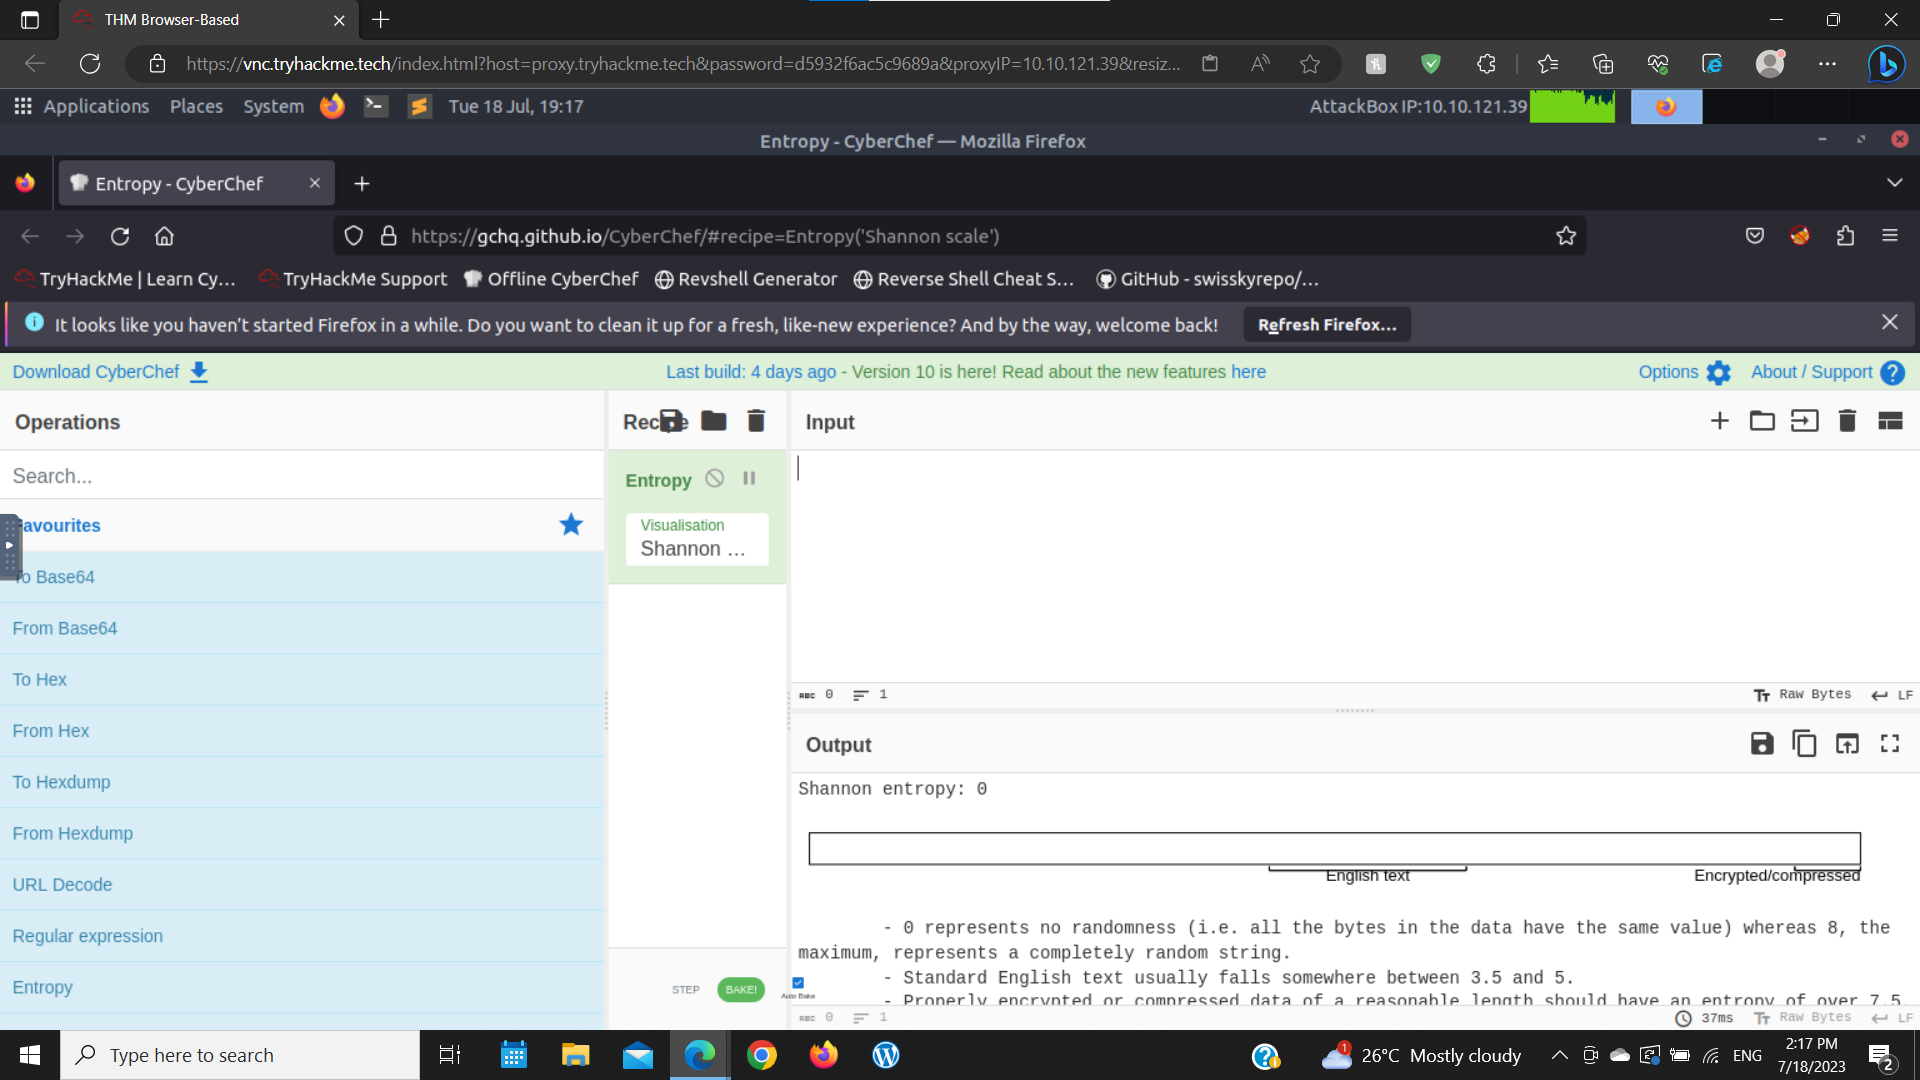 THM Browser-Based
https://vnc.tryhackme.tech/index.html?host=proxy.tryhackme.tech&password=d5932f6ac5c9689a&proxyIP=10.10.121.39&resiz...
Applications Places System Tue 18 Jul, 19:17 AttackBox IP:10.10.121.39
Entropy - CyberChef — Mozilla Firefox
Entropy - CyberChef
https://gchq.github.io/CyberChef/#recipe=Entropy('Shannon scale')
TryHackMe | Learn Cy... TryHackMe Support Offline CyberChef Revshell Generator Reverse Shell Cheat S... GitHub - swisskyrepo/...
It looks like you haven't started Firefox in a while. Do you want to clean it up for a fresh, like-new experience? And by the way, welcome back! Refresh Firefox...
Download CyberChef Last build: 4 days ago - Version 10 is here! Read about the new features here Options About / Support
Operations Recipe Input
Search...
Entropy
avourites
Visualisation
Shannon ...
To Base64
From Base64
To Hex
From Hex
To Hexdump
From Hexdump
URL Decode
Regular expression
Entropy
STEP BAKE! Auto Bake
ABC 0 1 Raw Bytes LF
Output
Shannon entropy: 0
English text Encrypted/compressed
- 0 represents no randomness (i.e. all the bytes in the data have the same value) whereas 8, the
maximum, represents a completely random string.
- Standard English text usually falls somewhere between 3.5 and 5.
- Properly encrypted or compressed data of a reasonable length should have an entropy of over 7.5.
ABC 0 1 37ms Raw Bytes LF
Type here to search
1 26°C Mostly cloudy ENG 2:17 PM
7/18/2023 2